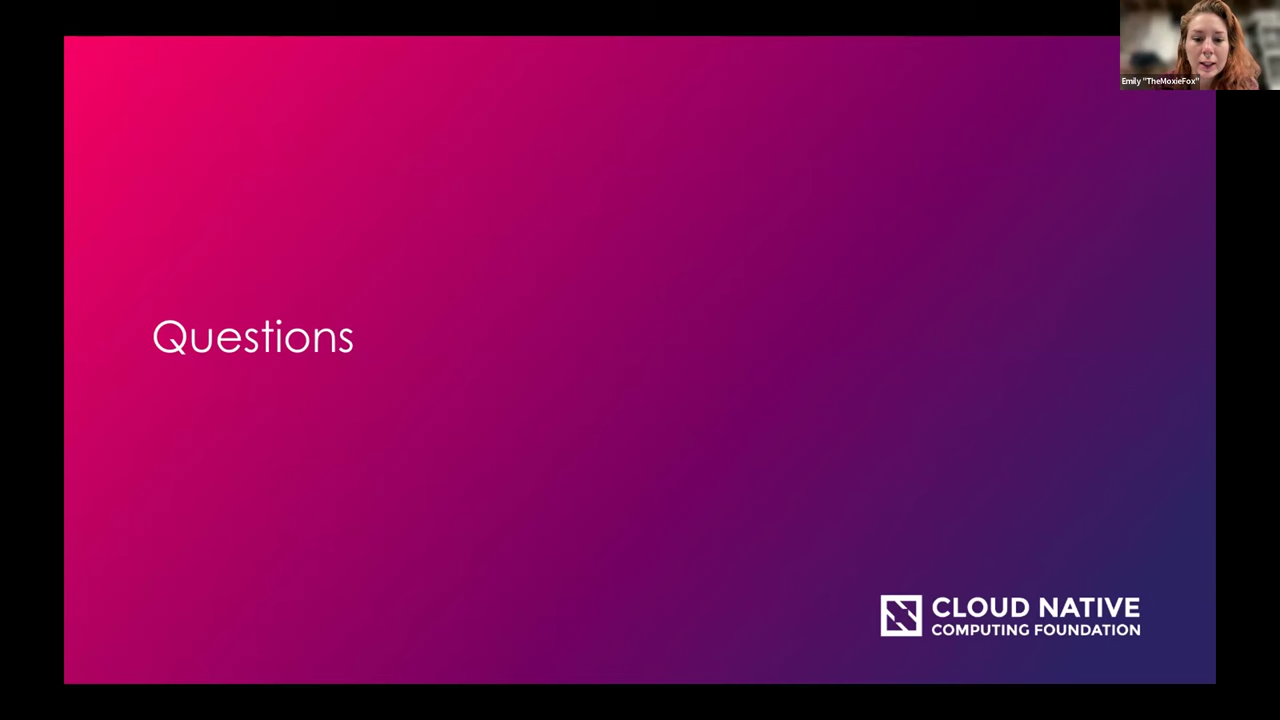 Emily "TheMoxieFox"
Questions
CLOUD NATIVE
COMPUTING FOUNDATION